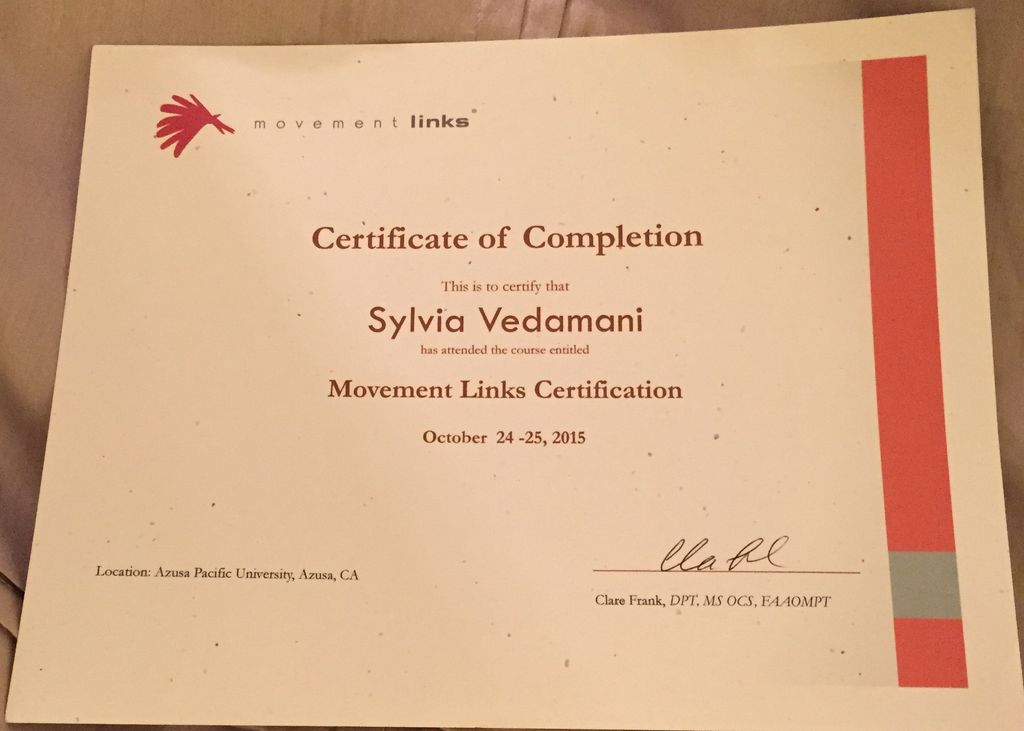 movement links®
Certificate of Completion
This is to certify that
Sylvia Vedamani
has attended the course entitled
Movement Links Certification
October 24 -25, 2015
Location: Azusa Pacific University, Azusa, CA
Clare Frank, DPT, MS OCS, FAAOMPT